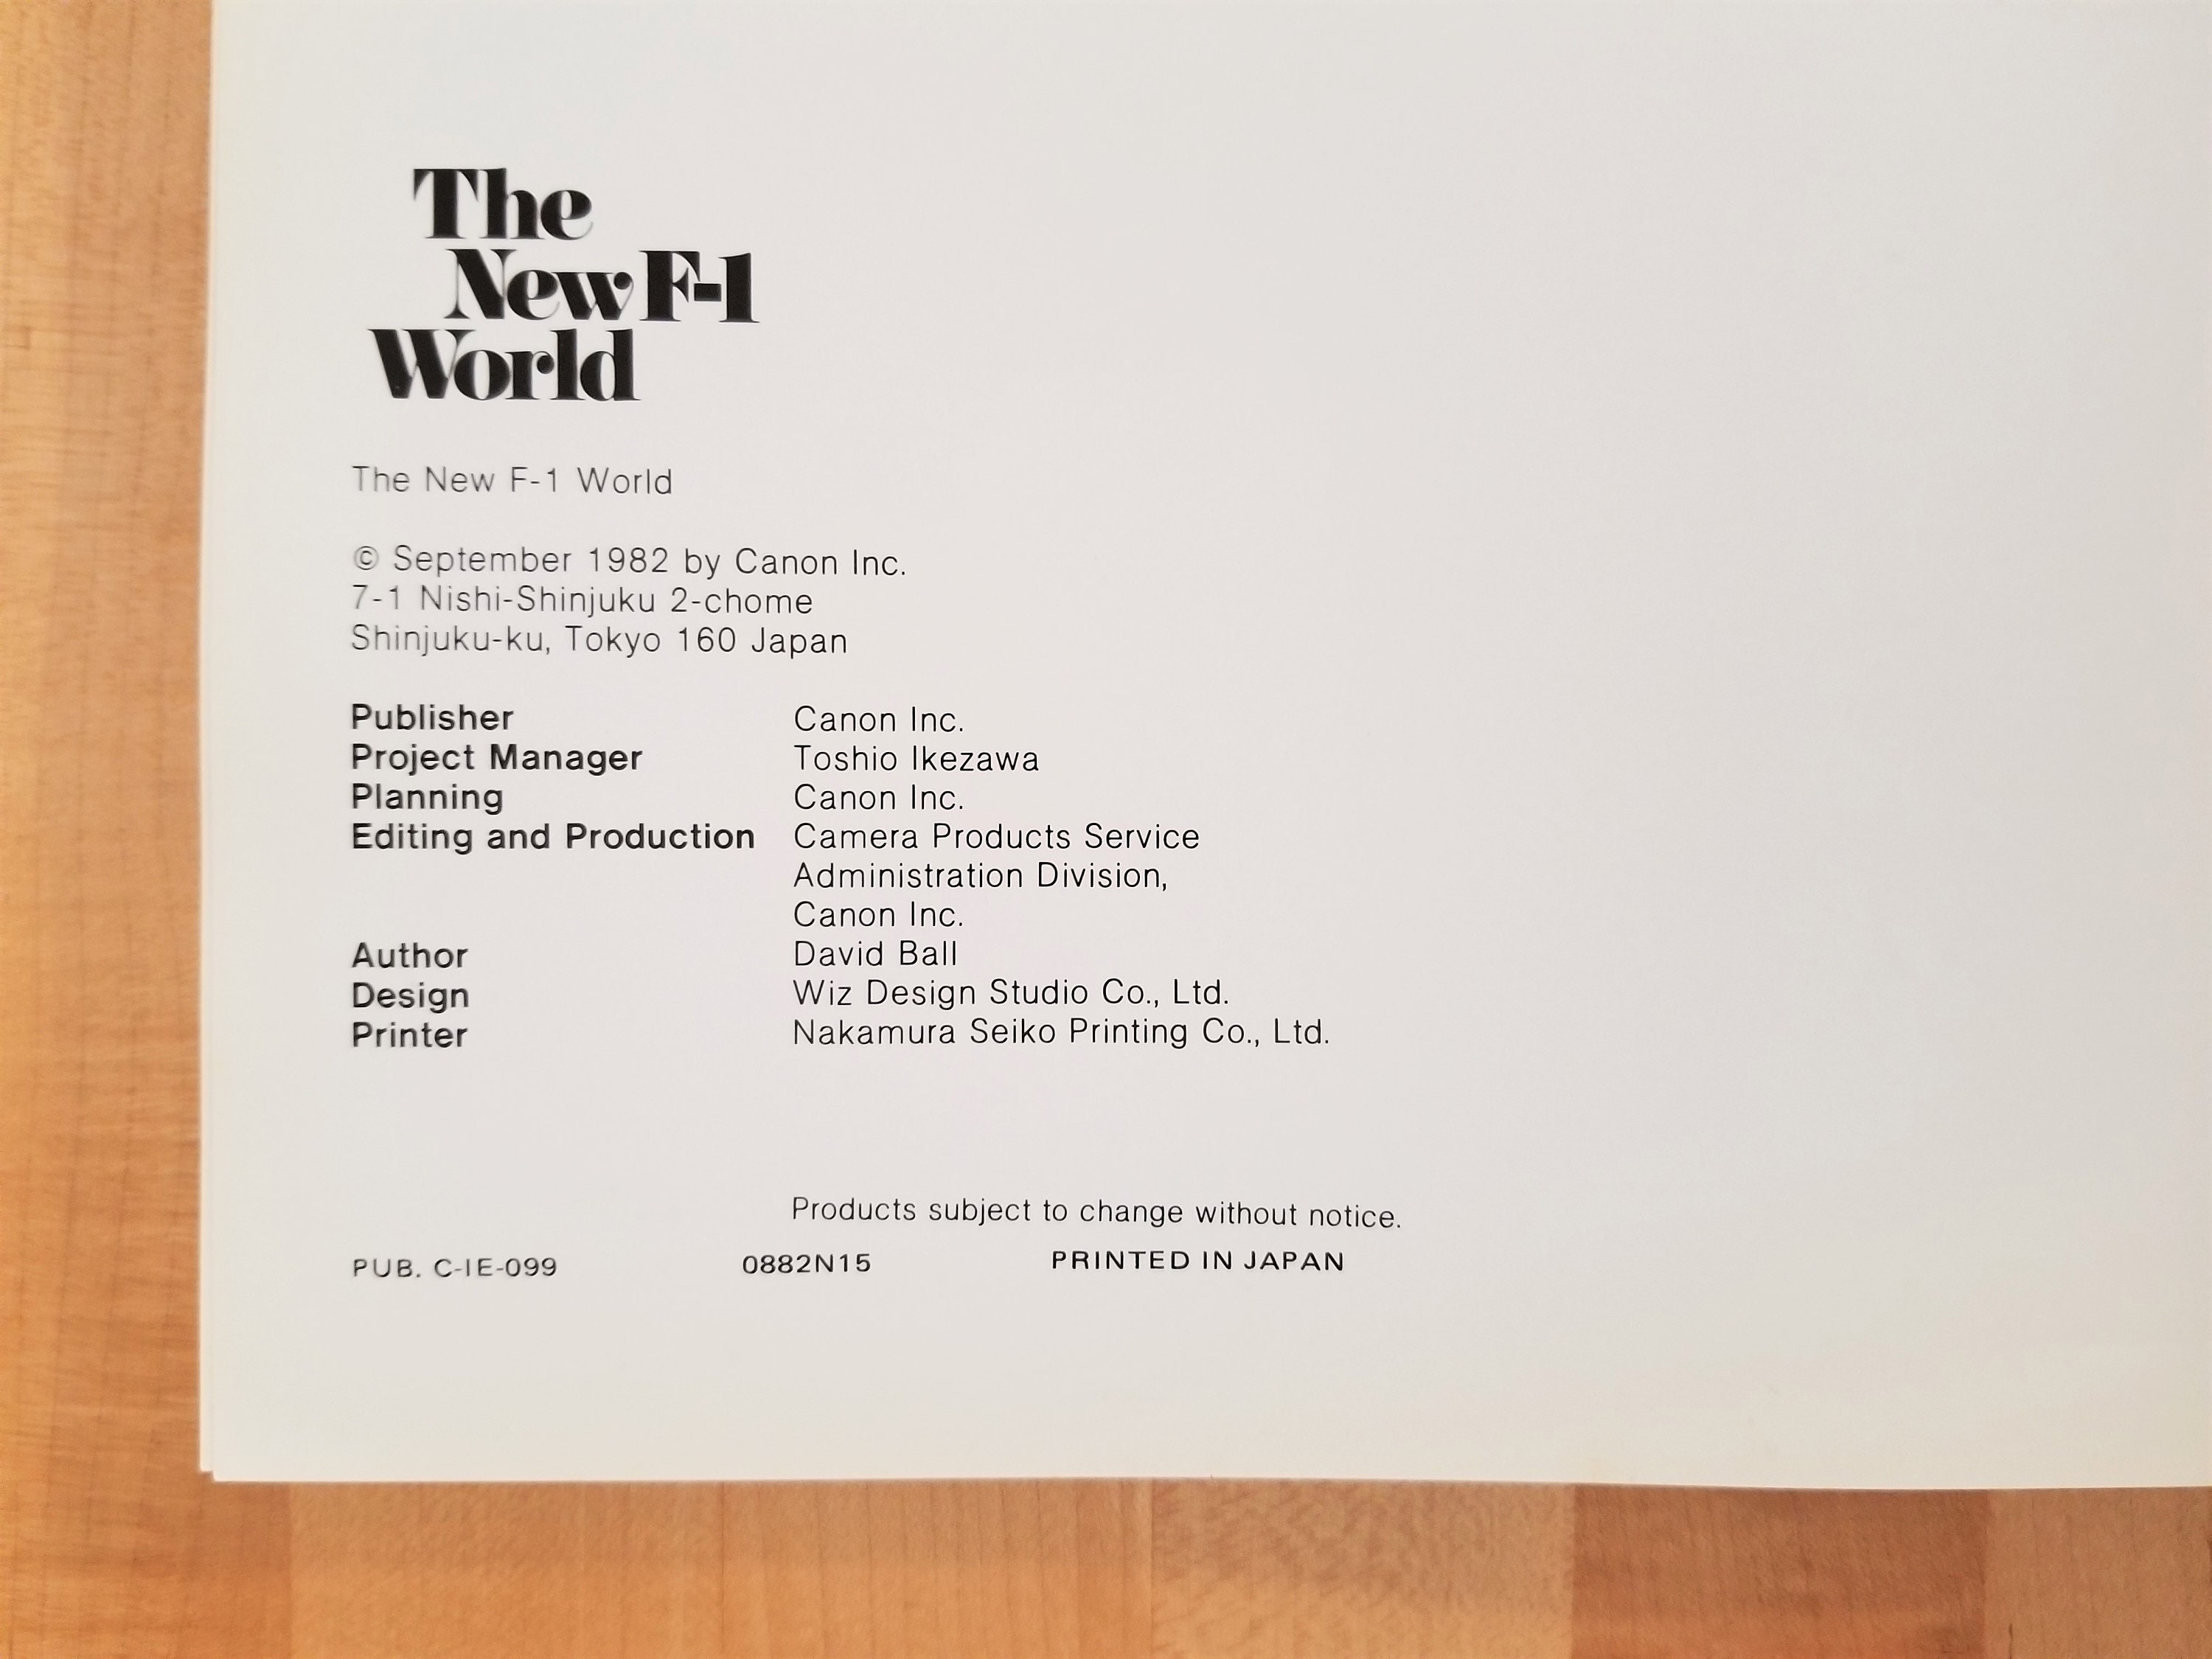 The
New F-1
World
The New F-1 World
© September 1982 by Canon Inc.
7-1 Nishi-Shinjuku 2-chome
Shinjuku-ku, Tokyo 160 Japan
Publisher Canon Inc.
Project Manager Toshio Ikezawa
Planning Canon Inc.
Editing and Production Camera Products Service
Administration Division,
Canon Inc.
Author David Ball
Design Wiz Design Studio Co., Ltd.
Printer Nakamura Seiko Printing Co., Ltd.
Products subject to change without notice.
PUB. C-IE-099 0882N15 PRINTED IN JAPAN